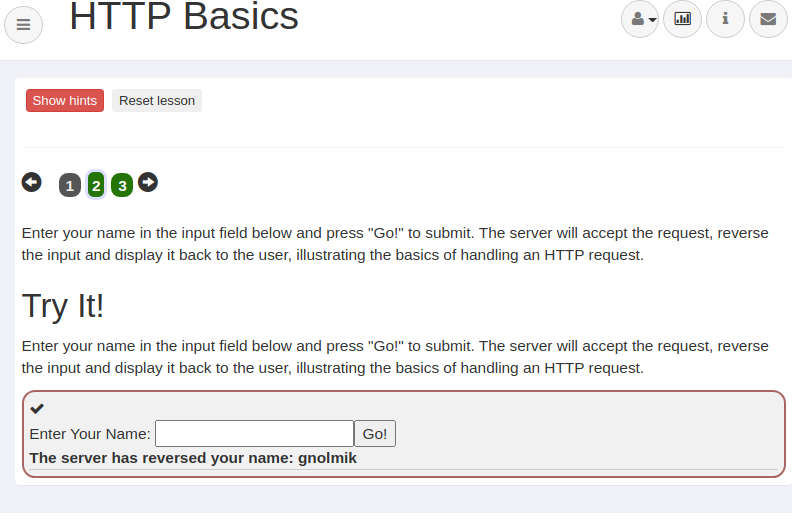 HTTP Basics
Show hints Reset lesson
1 2 3
Enter your name in the input field below and press "Go!" to submit. The server will accept the request, reverse
the input and display it back to the user, illustrating the basics of handling an HTTP request.
Try It!
Enter your name in the input field below and press "Go!" to submit. The server will accept the request, reverse
the input and display it back to the user, illustrating the basics of handling an HTTP request.
Enter Your Name: Go!
The server has reversed your name: gnolmik